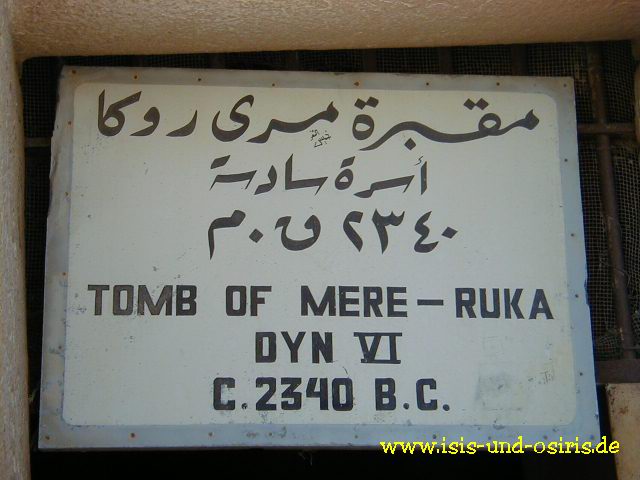 مقبرة مرى روكا
أسرة سادسة
٢٣٤٠ ق.م
TOMB OF MERE-RUKA
DYN VI
C.2340 B.C.
www.isis-und-osiris.de